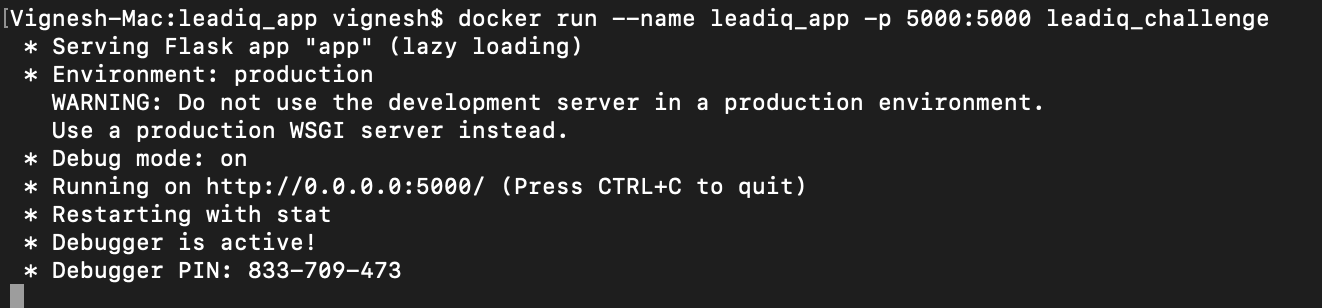 [Vignesh-Mac:leadiq_app vignesh$ docker run --name leadiq_app -p 5000:5000 leadiq_challenge
* Serving Flask app "app" (lazy loading)
* Environment: production
WARNING: Do not use the development server in a production environment.
Use a production WSGI server instead.
* Debug mode: on
* Running on http://0.0.0.0:5000/ (Press CTRL+C to quit)
* Restarting with stat
* Debugger is active!
* Debugger PIN: 833-709-473